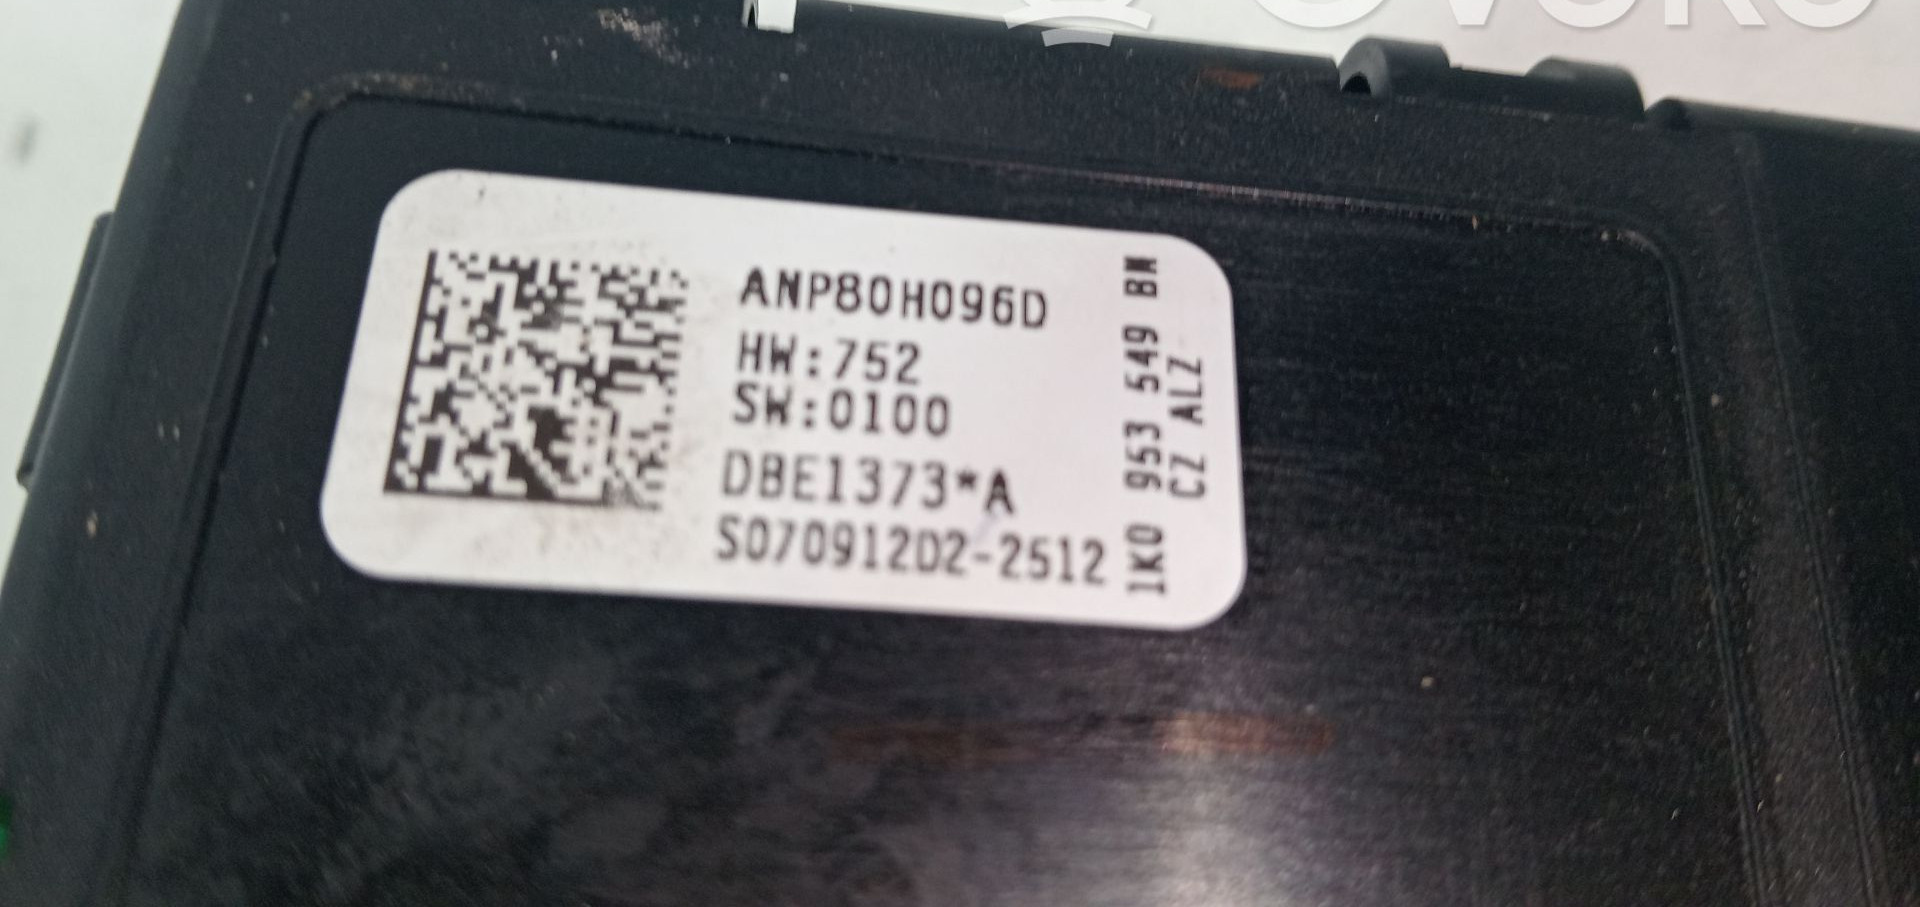 ANP80H096D
HW:752
SW:0100
DBE1373*A
S070912D2-2512
1K0 953 549 BM
CZ ALZ